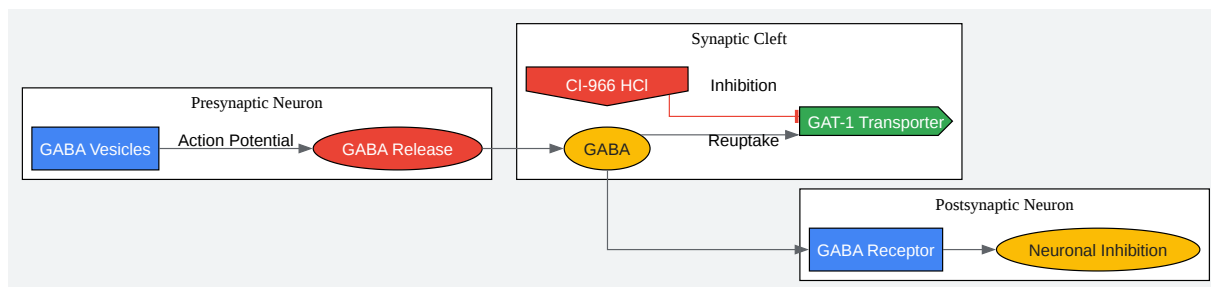 Synaptic Cleft
CI-966 HCl
Inhibition
Presynaptic Neuron
GAT-1 Transporter
GABA Vesicles
Action Potential
GABA Release
GABA
Reuptake
Postsynaptic Neuron
GABA Receptor
Neuronal Inhibition